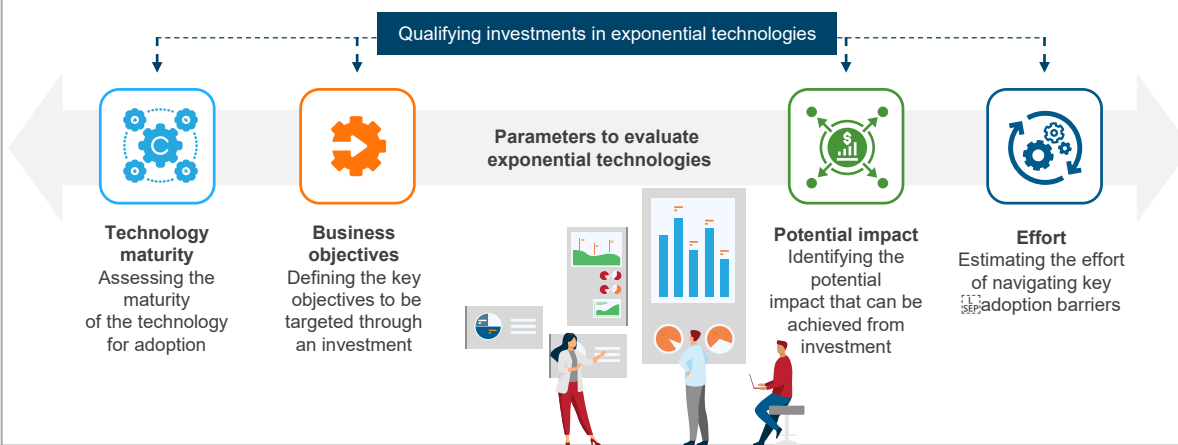 Qualifying investments in exponential technologies
Parameters to evaluate
exponential technologies
Technology
maturity
Assessing the
maturity
of the technology
for adoption
Business
objectives
Defining the key
objectives to be
targeted through
an investment
Potential impact
Identifying the
potential
impact that can be
achieved from
investment
Effort
Estimating the effort
of navigating key
L SEP adoption barriers